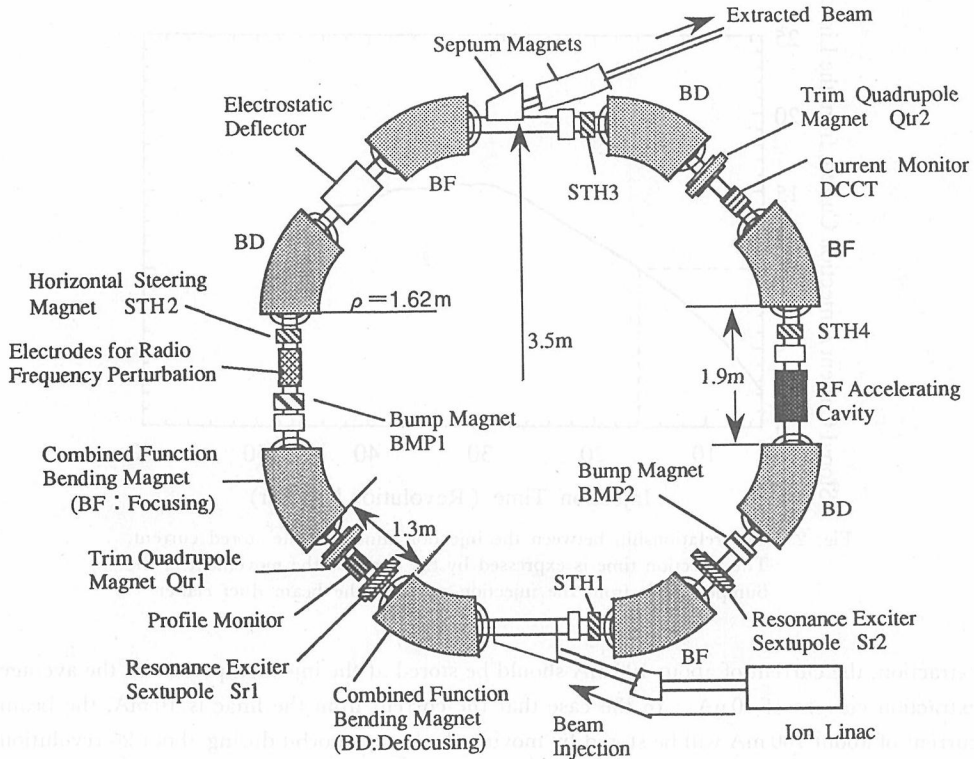 Extracted Beam
Septum Magnets
BD
Trim Quadrupole
Magnet Qtr2
Electrostatic
Deflector
Current Monitor
DCCT
STH3
BF
BD
BF
Horizontal Steering
Magnet STH2
ρ=1.62m
STH4
3.5m
Electrodes for Radio
Frequency Perturbation
1.9m
RF Accelerating
Cavity
Bump Magnet
BMP1
Combined Function
Bending Magnet
(BF : Focusing)
Bump Magnet
BMP2
BD
1.3m
Trim Quadrupole
Magnet Qtr1
STH1
Profile Monitor
Resonance Exciter
Sextupole Sr2
Resonance Exciter
Sextupole Sr1
BF
Combined Function
Bending Magnet
(BD:Defocusing)
Beam
Injection
Ion Linac